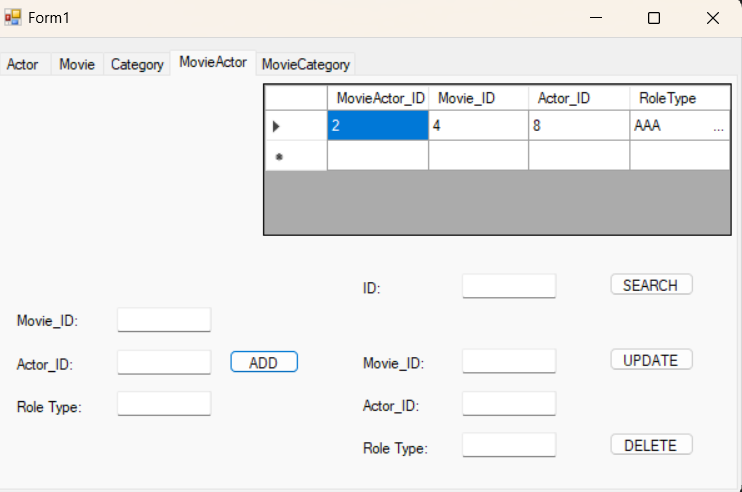 Form1
Actor Movie Category MovieActor MovieCategory
MovieActor_ID Movie_ID Actor_ID RoleType
2 4 8 AAA ...
ID: SEARCH
Movie_ID:
Actor_ID: ADD
Role Type:
Movie_ID: UPDATE
Actor_ID:
Role Type: DELETE